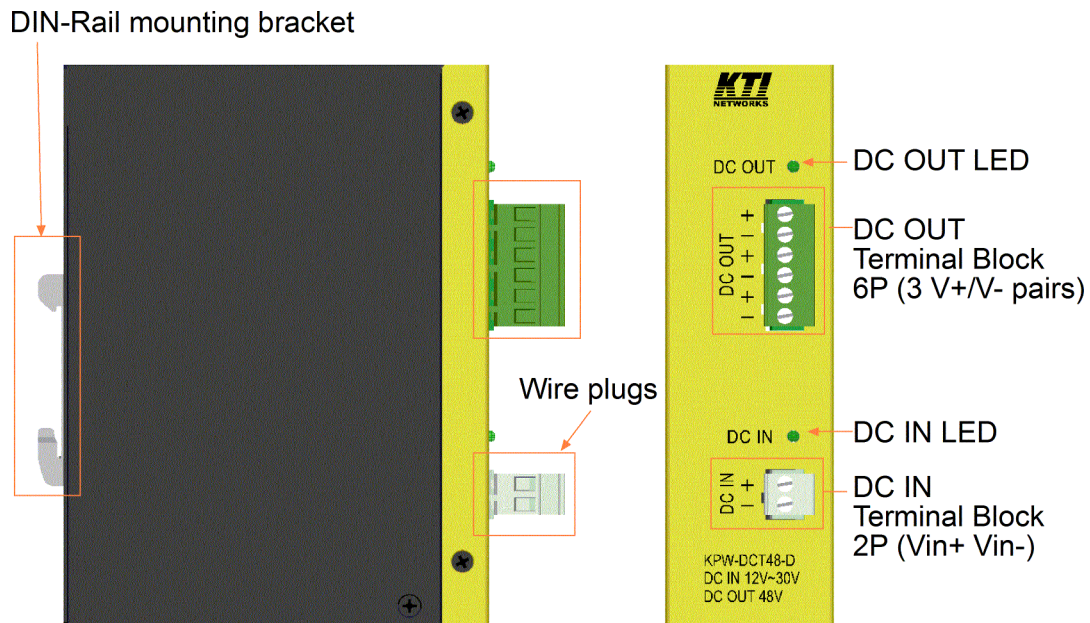 DIN-Rail mounting bracket
KTI
NETWORKS
DC OUT
DC OUT LED
DC OUT
+
−
+
−
+
−
DC OUT
Terminal Block
6P (3 V+/V- pairs)
Wire plugs
DC IN
DC IN LED
DC IN
+
−
DC IN
Terminal Block
2P (Vin+ Vin-)
KPW-DCT48-D
DC IN 12V~30V
DC OUT 48V